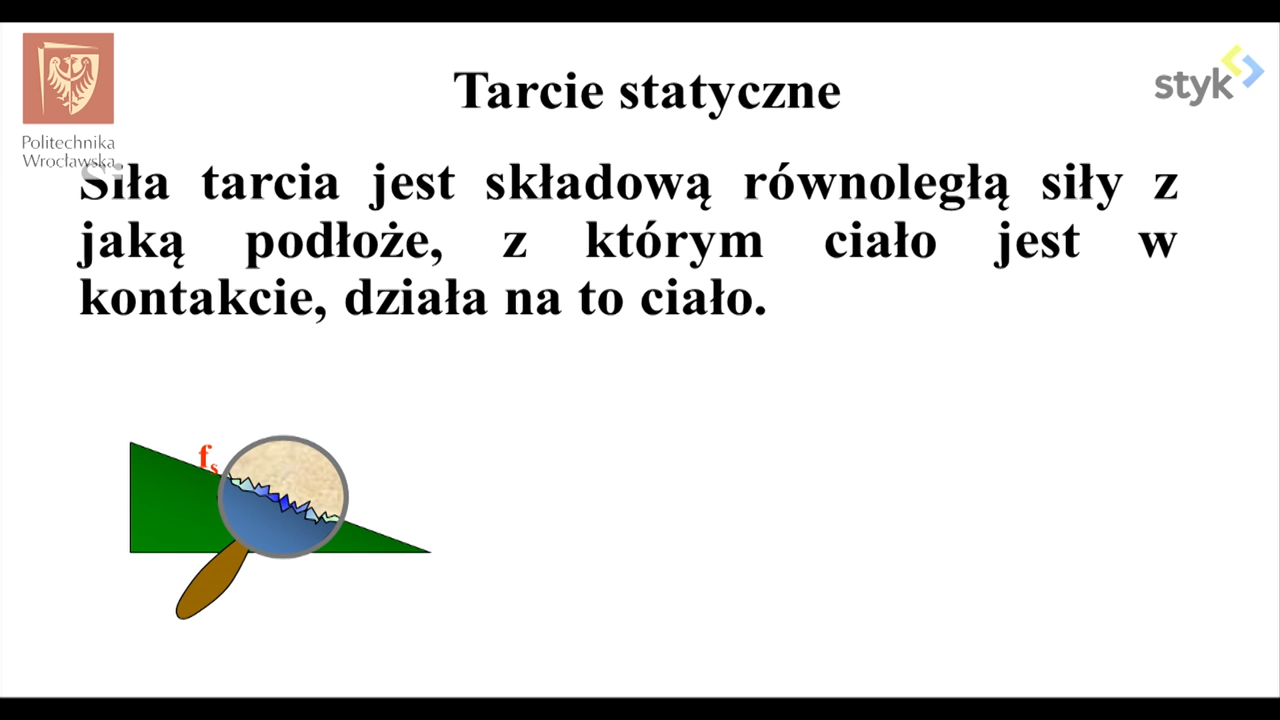 Tarcie statyczne
styk
Politechnika
Wrocławska
Siła tarcia jest składową równoległą siły z
jaką podłoże, z którym ciało jest w
kontakcie, działa na to ciało.
fs